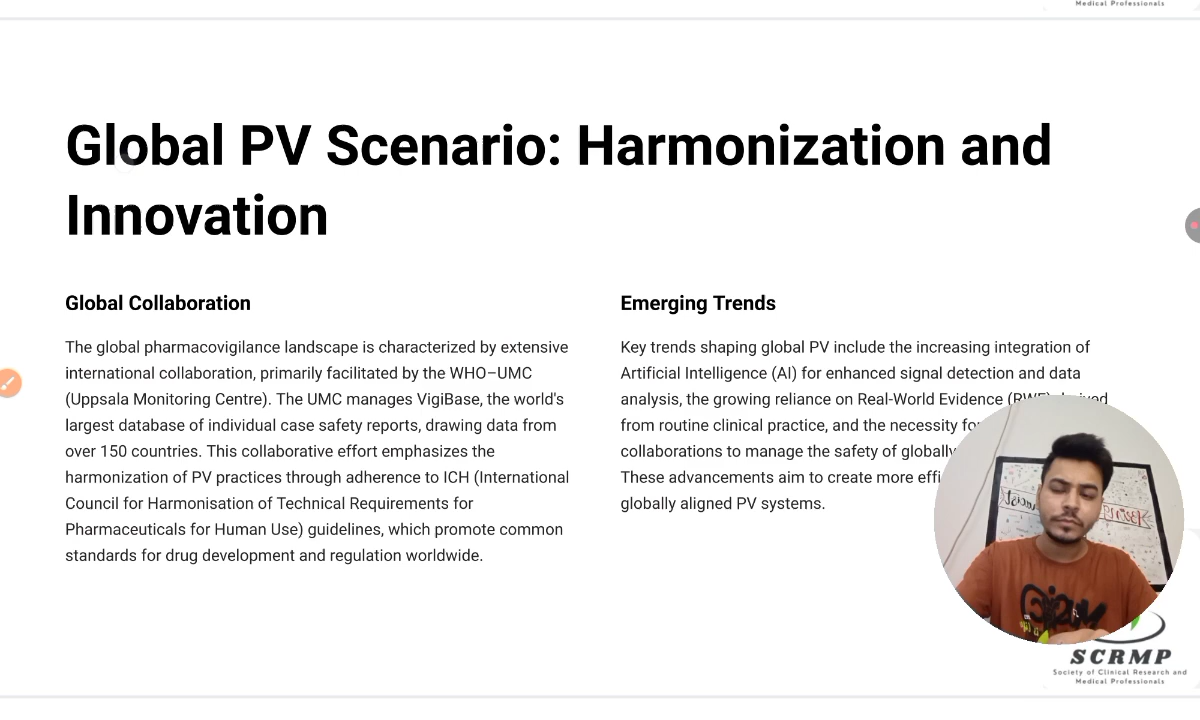 Medical Professionals
Global PV Scenario: Harmonization and
Innovation
Global Collaboration
The global pharmacovigilance landscape is characterized by extensive
international collaboration, primarily facilitated by the WHO–UMC
(Uppsala Monitoring Centre). The UMC manages VigiBase, the world's
largest database of individual case safety reports, drawing data from
over 150 countries. This collaborative effort emphasizes the
harmonization of PV practices through adherence to ICH (International
Council for Harmonisation of Technical Requirements for
Pharmaceuticals for Human Use) guidelines, which promote common
standards for drug development and regulation worldwide.
Emerging Trends
Key trends shaping global PV include the increasing integration of
Artificial Intelligence (AI) for enhanced signal detection and data
analysis, the growing reliance on Real-World Evidence (RWE) derived
from routine clinical practice, and the necessity
collaborations to manage the safety of globally
These advancements aim to create more
globally aligned PV systems.
SCRMP
Society of Clinical Research and
Medical Professionals